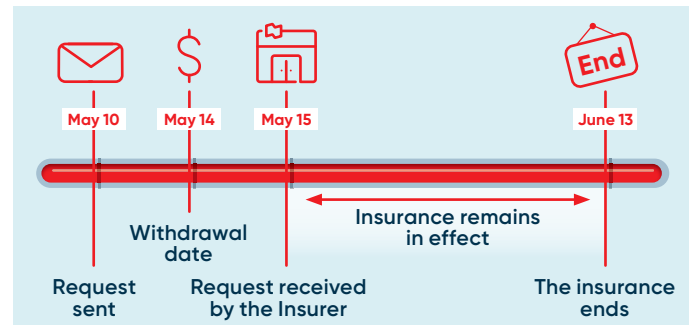 $
End
May 10
May 14
May 15
June 13
Insurance remains
in effect
Withdrawal
date
Request
sent
Request received
by the Insurer
The insurance
ends